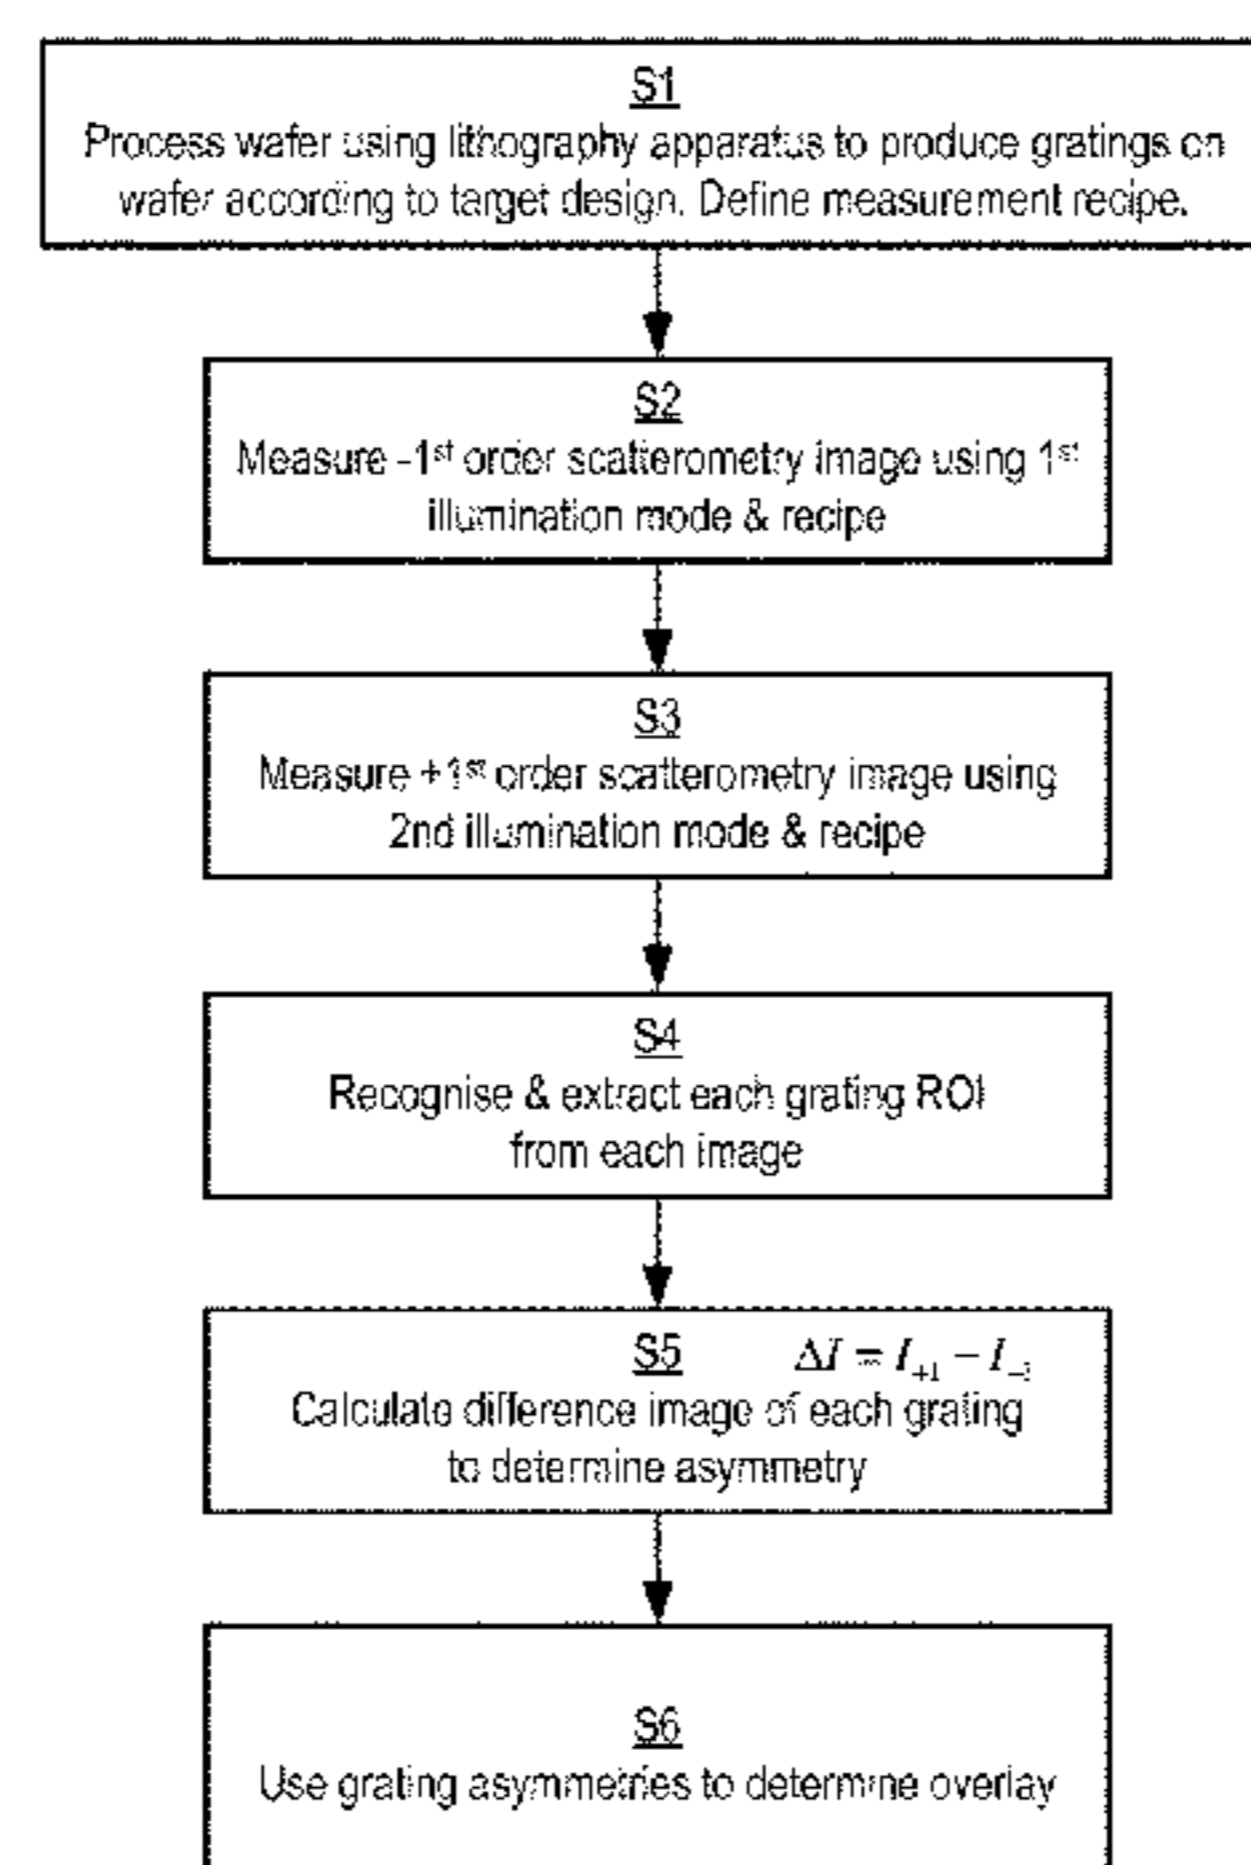 S1
Process wafer using lithography apparatus to produce gratings on
wafer according to target design. Define measurement recipe.
S2
Measure -1st order scatterometry image using 1st
illumination mode & recipe
S3
Measure +1st order scatterometry image using
2nd illumination mode & recipe
S4
Recognise & extract each grating ROI
from each image
S5 ΔI = I+1 − I−1
Calculate difference image of each grating
to determine asymmetry
S6
Use grating asymmetries to determine overlay